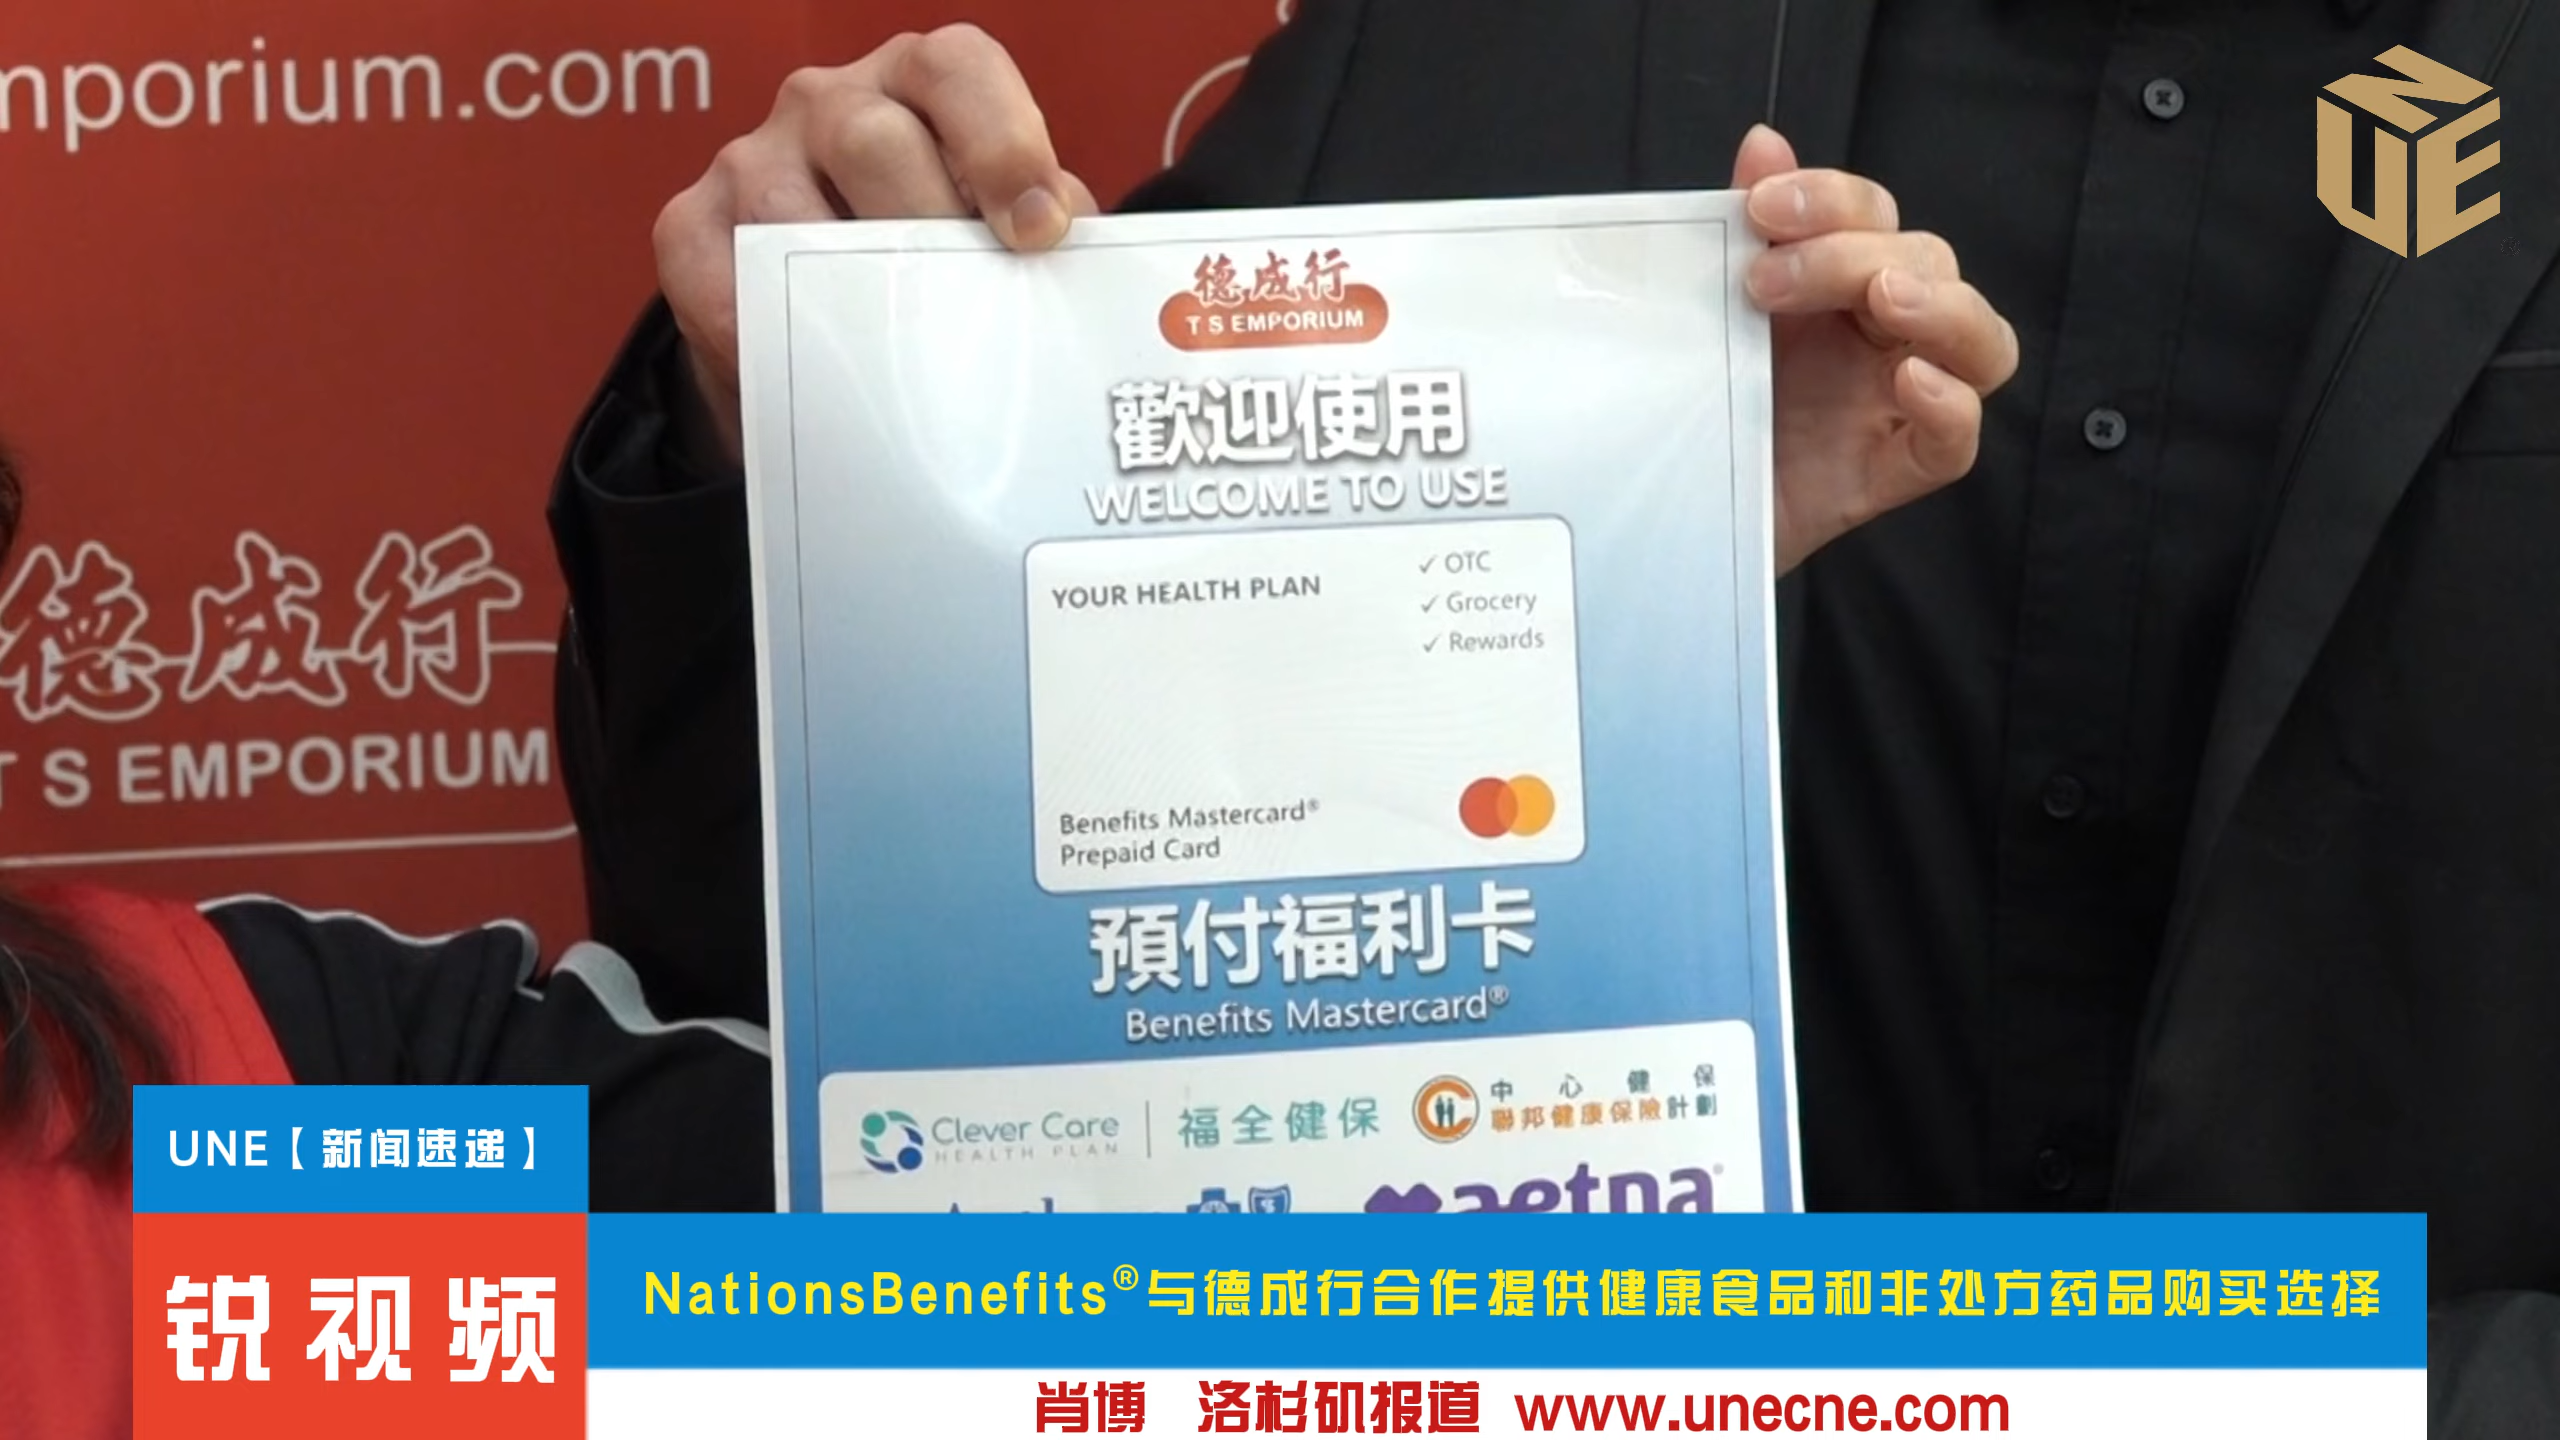 mporium.com
UNE
德成行
T S EMPORIUM
歡迎使用
WELCOME TO USE
YOUR HEALTH PLAN
✓ OTC
✓ Grocery
✓ Rewards
Benefits Mastercard®
Prepaid Card
預付福利卡
Benefits Mastercard®
Clever Care
HEALTH PLAN
福全健保
中心健保
聯邦健康保險計劃
aetna
德成行
T S EMPORIUM
UNE【新闻速递】
锐视频
NationsBenefits®与德成行合作提供健康食品和非处方药品购买选择
肖博 洛杉矶报道 www.unecne.com